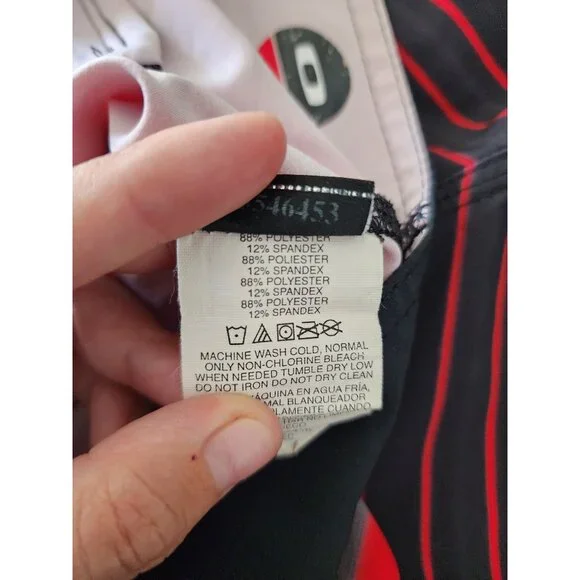 546453
88% POLYESTER
12% SPANDEX
88% POLIESTER
12% SPANDEX
88% POLYESTER
12% SPANDEX
88% POLYESTER
12% SPANDEX
MACHINE WASH COLD, NORMAL
ONLY NON-CHLORINE BLEACH
WHEN NEEDED TUMBLE DRY LOW
DO NOT IRON DO NOT DRY CLEAN
ÁQUINA EN AGUA FRÍA,
MAL BLANQUEADOR
OLAMENTE CUANDO